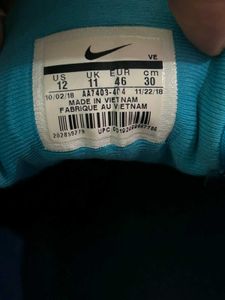 VE
US UK EUR cm
12 11 46 30
10/02/18 AA7403-404 11/22/18
MADE IN VIETNAM
FABRIQUE AU VIETNAM